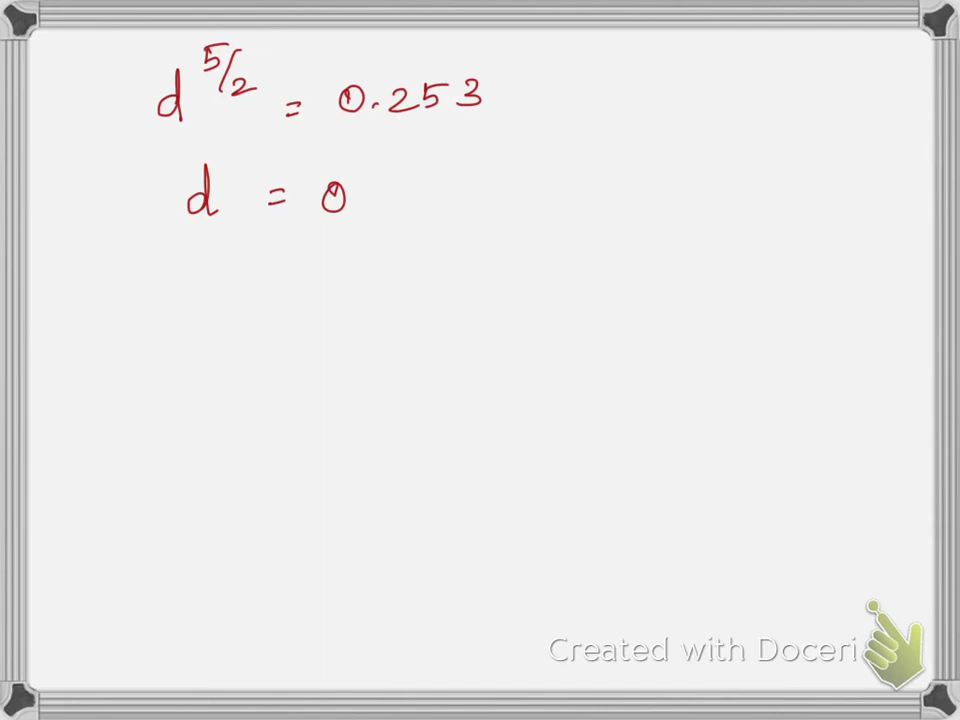 d^5/2 = 0.253
d = 0
Created with Doceri